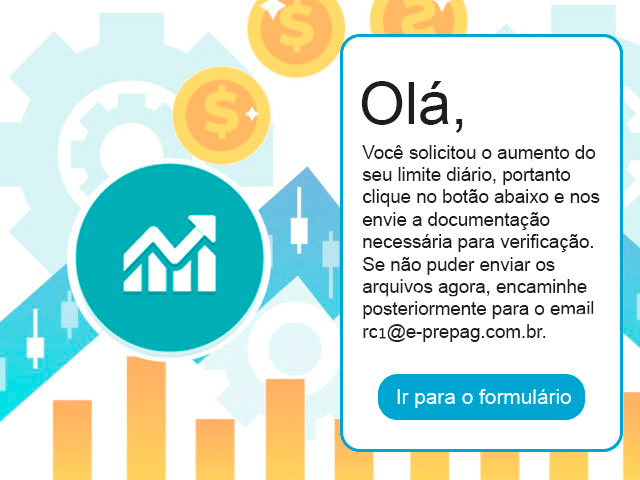 Olá,
Você solicitou o aumento do
seu limite diário, portanto
clique no botão abaixo e nos
envie a documentação
necessária para verificação.
Se não puder enviar os
arquivos agora, encaminhe
posteriormente para o email
rc1@e-prepag.com.br.
Ir para o formulário